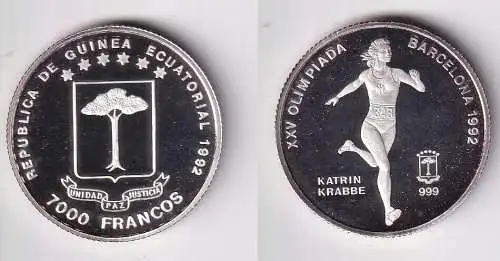 REPUBLICA DE GUINEA ECUATORIAL 1992
UNIDAD PAZ JUSTICIA
7000 FRANCOS
XXV OLIMPIADA BARCELONA 1992
KATRIN
KRABBE
999